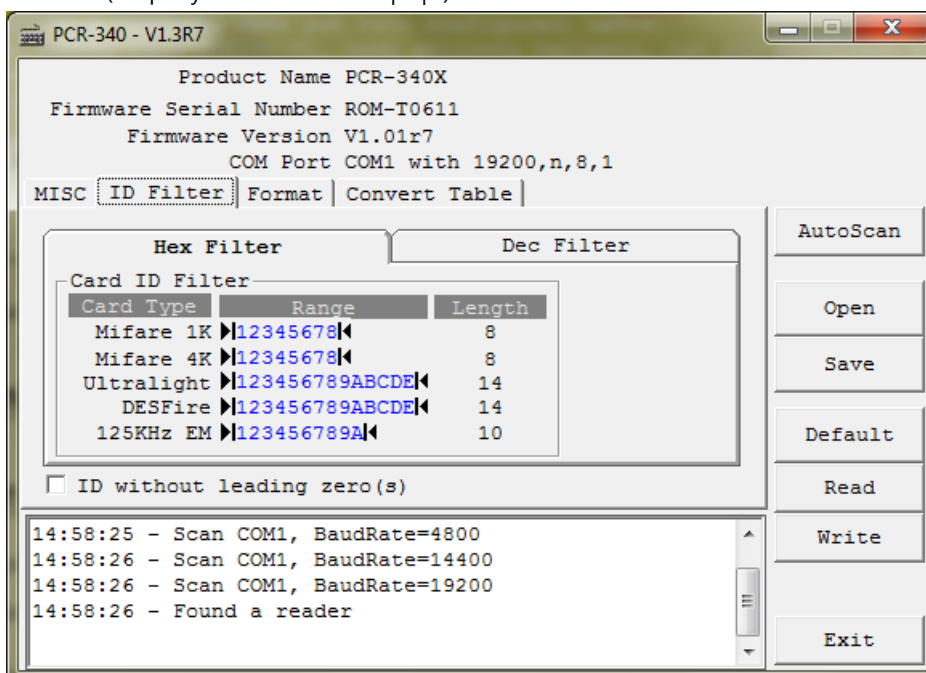 PCR-340 - V1.3R7
Product Name PCR-340X
Firmware Serial Number ROM-T0611
Firmware Version V1.01r7
COM Port COM1 with 19200,n,8,1
MISC ID Filter Format Convert Table
Hex Filter Dec Filter
Card ID Filter
Card Type Range Length
Mifare 1K 12345678 8
Mifare 4K 12345678 8
Ultralight 123456789ABCDE 14
DESFire 123456789ABCDE 14
125KHz EM 123456789A 10
ID without leading zero(s)
AutoScan
Open
Save
Default
Read
Write
Exit
14:58:25 - Scan COM1, BaudRate=4800
14:58:26 - Scan COM1, BaudRate=14400
14:58:26 - Scan COM1, BaudRate=19200
14:58:26 - Found a reader